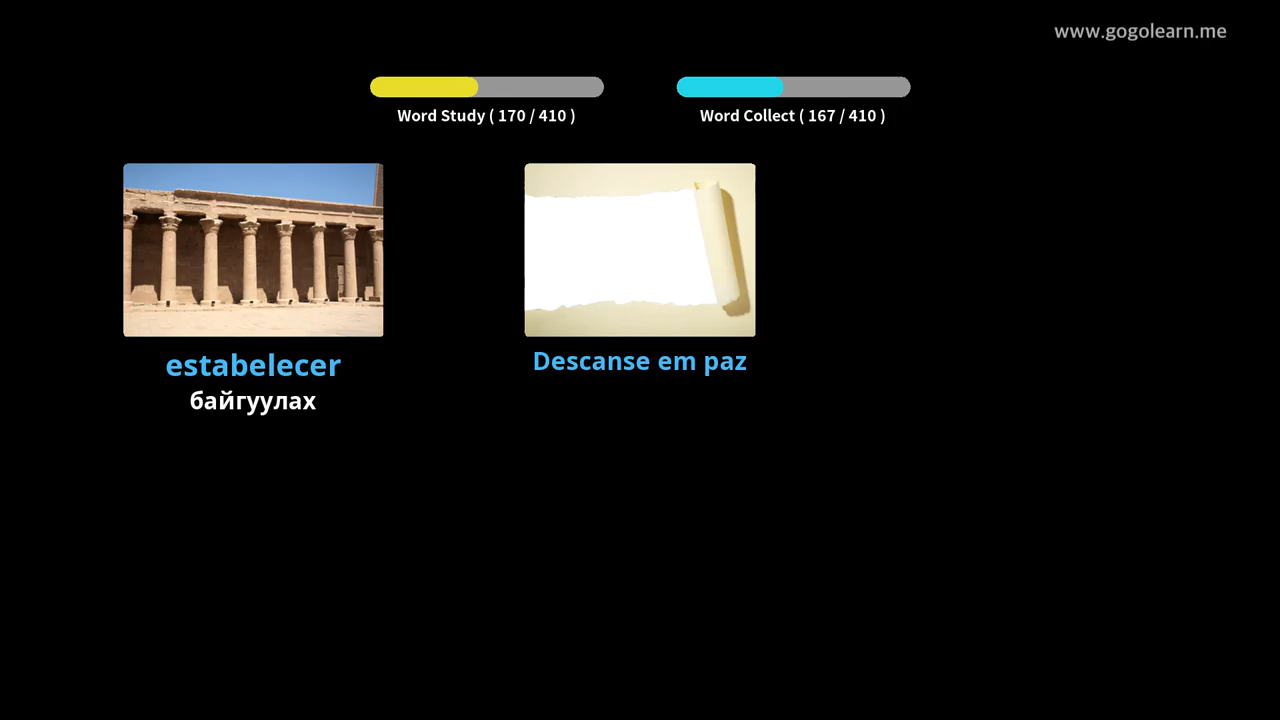 www.gogolearn.me
Word Study ( 170 / 410 )
Word Collect ( 167 / 410 )
estabelecer
байгуулах
Descanse em paz